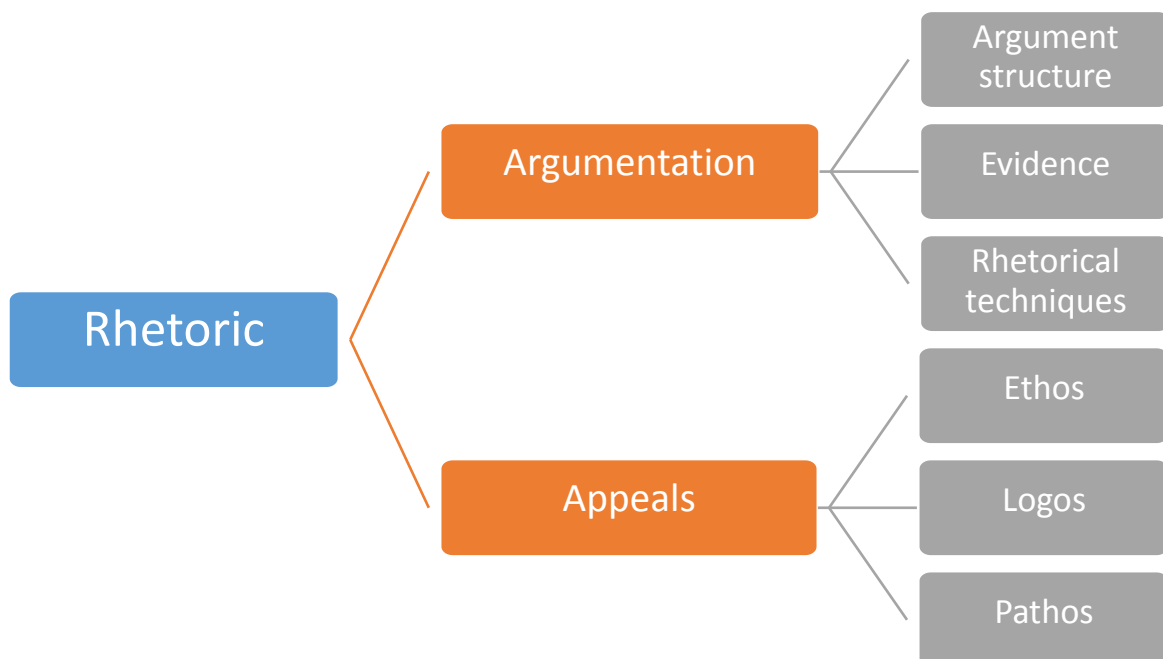 Rhetoric
Argumentation
Argument
structure
Evidence
Rhetorical
techniques
Appeals
Ethos
Logos
Pathos